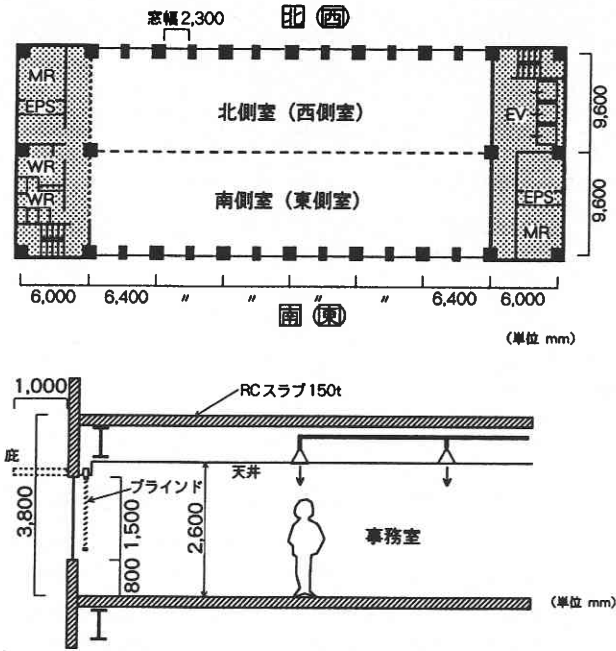 窓幅2,300
北 (西)
MR
EPS
WR
WR
北側室（西側室）
南側室（東側室）
EV
EPS
MR
9,600
9,600
6,000 6,400 〃 〃 〃 〃 6,400 6,000
南 (東)
(単位 mm)
1,000
RCスラブ150t
庇
天井
ブラインド
3,800
1,500
800
2,600
事務室
(単位 mm)